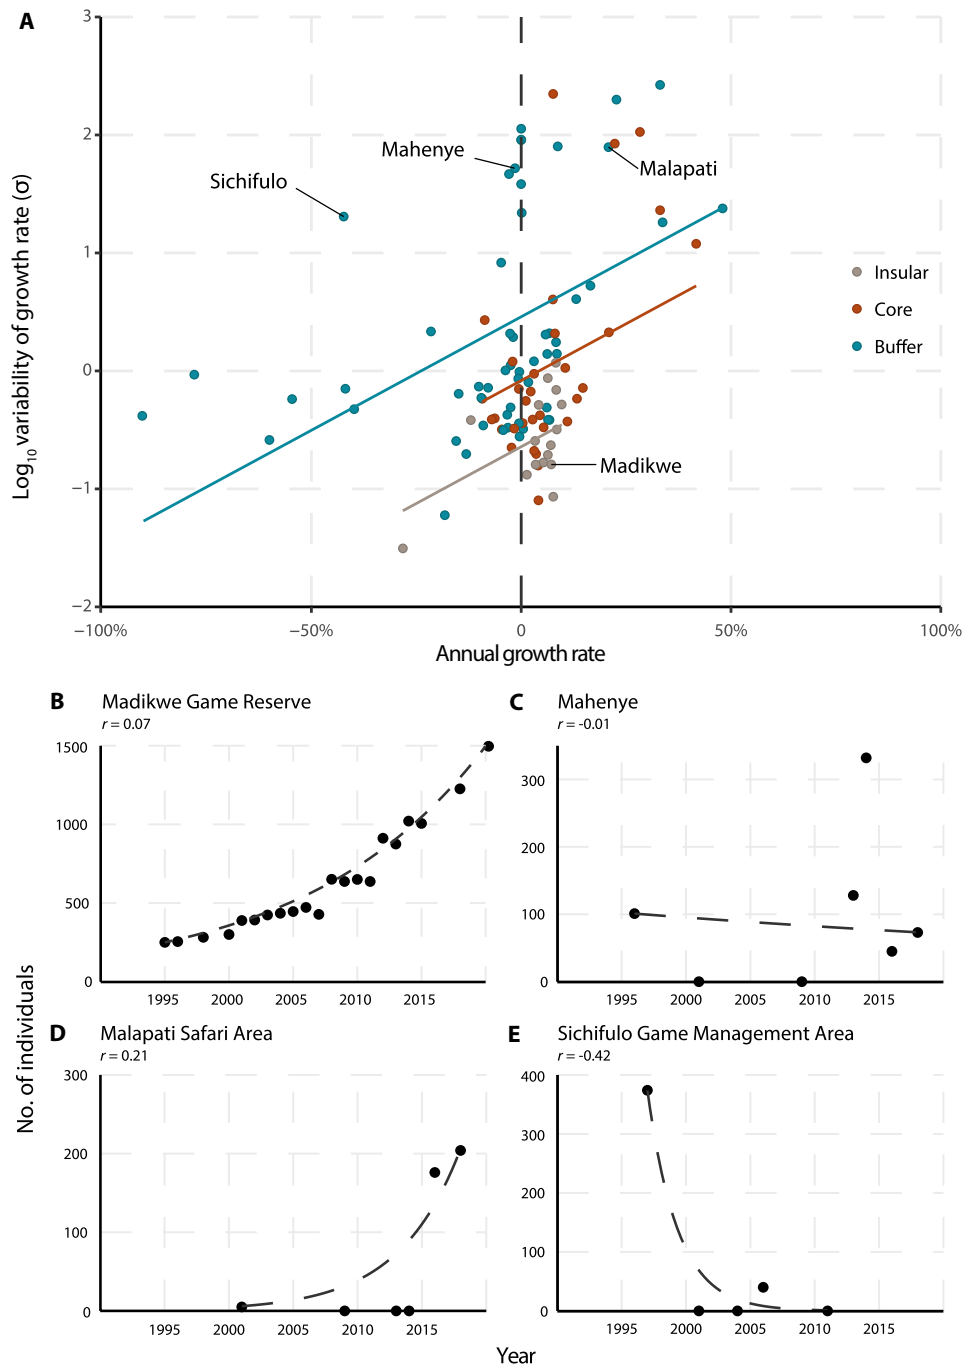 A
3
2
1
0
−1
−2
Log10 variability of growth rate (σ)
Mahenye
Sichifulo
Malapati
Madikwe
Insular
Core
Buffer
−100% −50% 0 50% 100%
Annual growth rate
B Madikwe Game Reserve
r = 0.07
1500
1000
500
0
1995 2000 2005 2010 2015
C Mahenye
r = -0.01
300
200
100
0
1995 2000 2005 2010 2015
No. of individuals
D Malapati Safari Area
r = 0.21
300
200
100
0
1995 2000 2005 2010 2015
E Sichifulo Game Management Area
r = -0.42
400
300
200
100
0
1995 2000 2005 2010 2015
Year